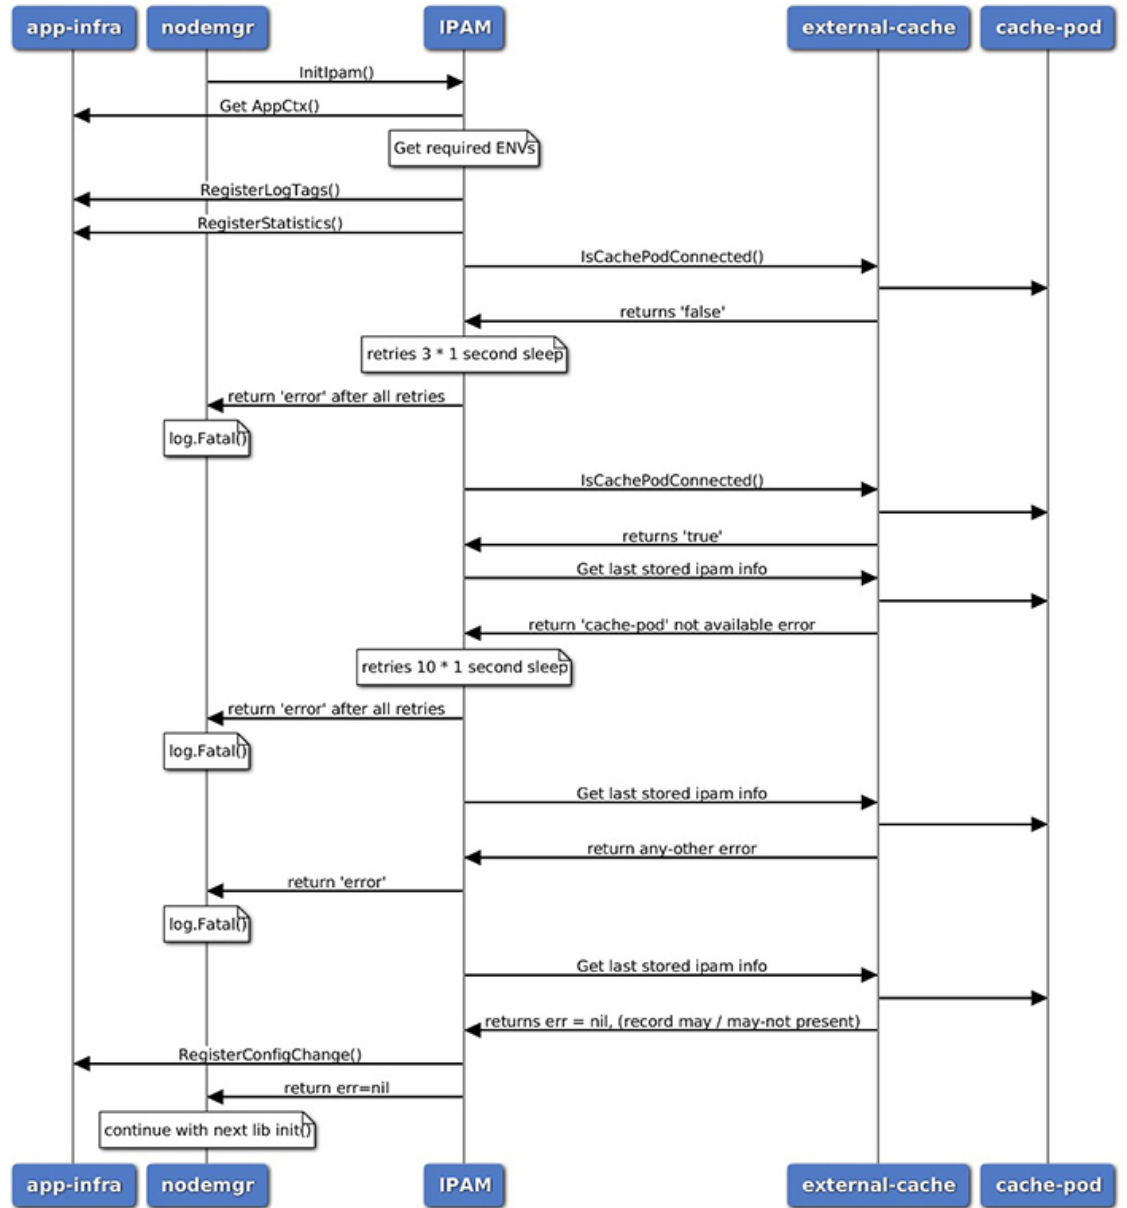 app-infra nodemgr IPAM external-cache cache-pod
InitIpam()
Get AppCtx()
Get required ENVs
RegisterLogTags()
RegisterStatistics()
IsCachePodConnected()
returns 'false'
retries 3 * 1 second sleep
return 'error' after all retries
log.Fatal()
IsCachePodConnected()
returns 'true'
Get last stored ipam info
return 'cache-pod' not available error
retries 10 * 1 second sleep
return 'error' after all retries
log.Fatal()
Get last stored ipam info
return any-other error
return 'error'
log.Fatal()
Get last stored ipam info
returns err = nil, (record may / may-not present)
RegisterConfigChange()
return err=nil
continue with next lib init()
app-infra nodemgr IPAM external-cache cache-pod